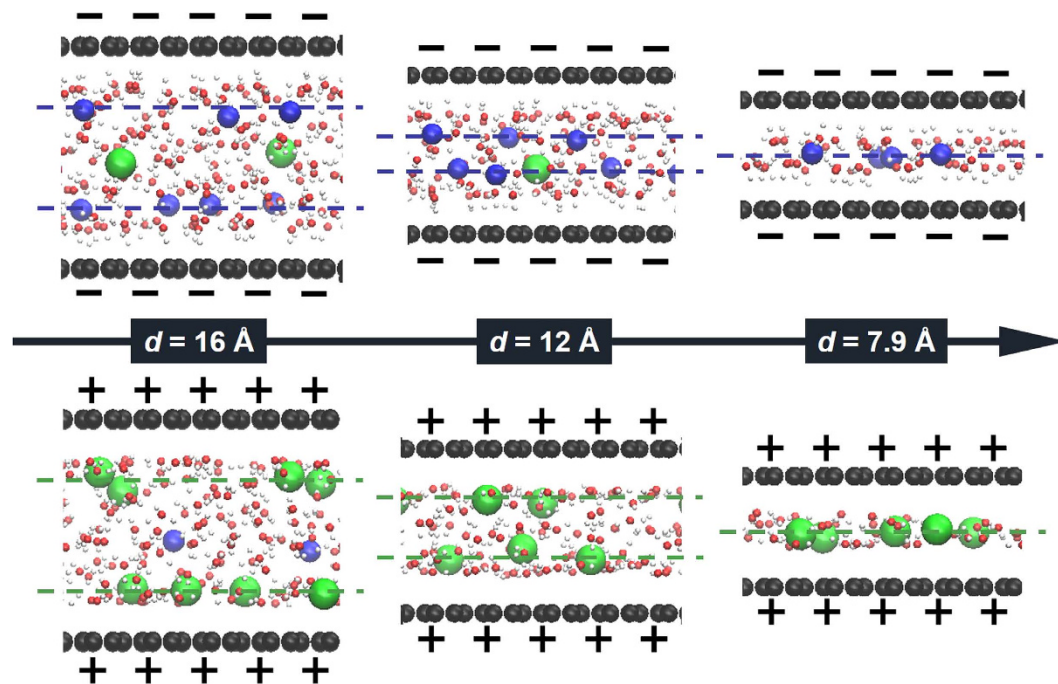 − − − − −
− − − − −
− − − − −
− − − − −
− − − − −
− − − − −
d = 16 Å
d = 12 Å
d = 7.9 Å
+ + + + +
+ + + + +
+ + + + +
+ + + + +
+ + + + +
+ + + + +